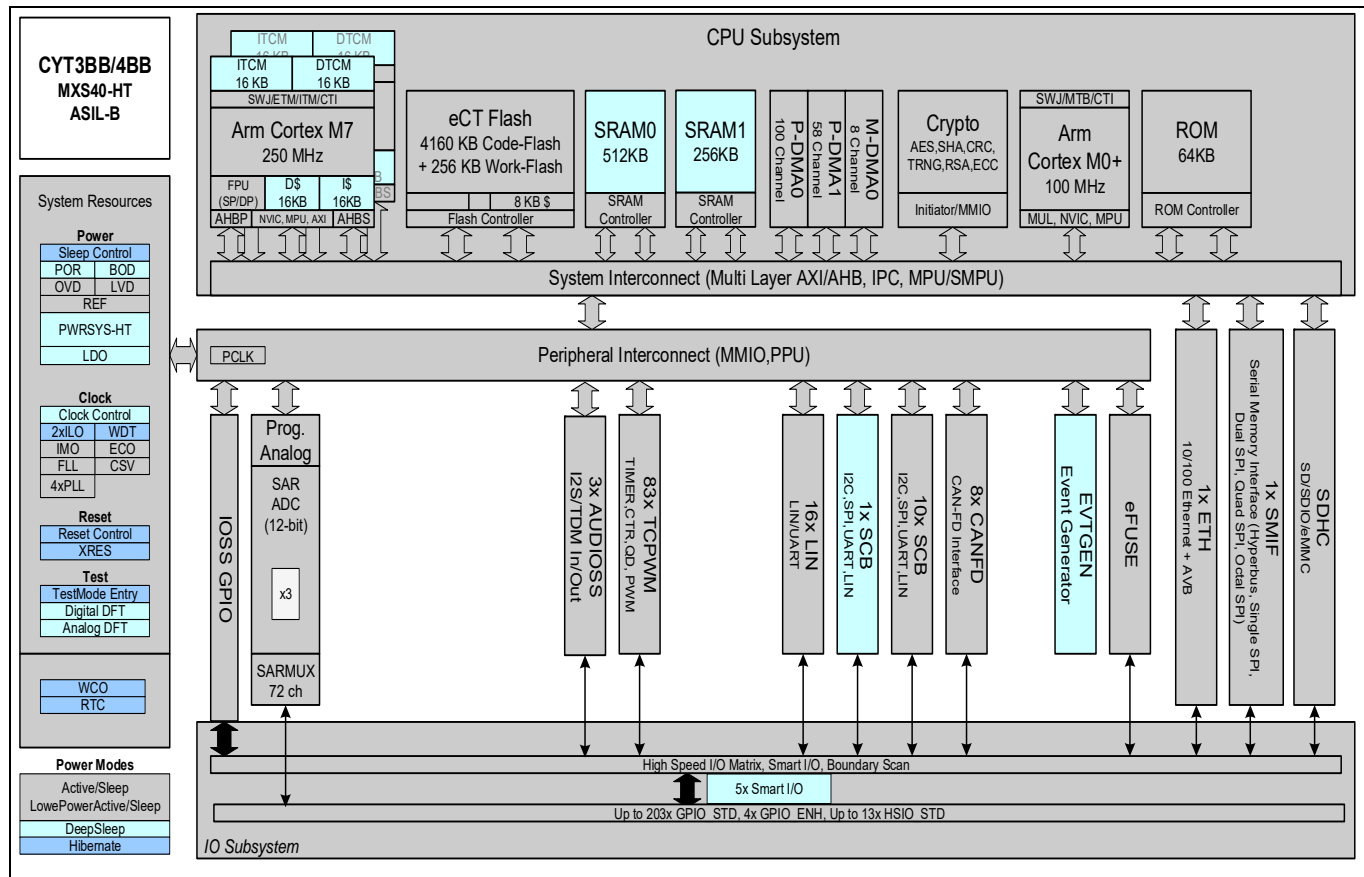 CYT3BB/4BB
MXS40-HT
ASIL-B
System Resources
Power
Sleep Control
POR BOD
OVD LVD
REF
PWRSYS-HT
LDO
Clock
Clock Control
2xILO WDT
IMO ECO
FLL CSV
4xPLL
Reset
Reset Control
XRES
Test
TestMode Entry
Digital DFT
Analog DFT
WCO
RTC
Power Modes
Active/Sleep
LowePowerActive/Sleep
DeepSleep
Hibernate
CPU Subsystem
ITCM DTCM
16 KB 16 KB
ITCM DTCM
16 KB 16 KB
SWJ/ETM/ITM/CTI
Arm Cortex M7
250 MHz
FPU
(SP/DP)
D$
16KB
I$
16KB
AHBP NVIC, MPU, AXI AHBS
eCT Flash
4160 KB Code-Flash
+ 256 KB Work-Flash
8 KB $
Flash Controller
SRAM0
512KB
SRAM
Controller
SRAM1
256KB
SRAM
Controller
P-DMA0
100 Channel
P-DMA1
58 Channel
M-DMA0
8 Channel
Crypto
AES,SHA,CRC,
TRNG,RSA,ECC
Initiator/MMIO
SWJ/MTB/CTI
Arm
Cortex M0+
100 MHz
MUL, NVIC, MPU
ROM
64KB
ROM Controller
System Interconnect (Multi Layer AXI/AHB, IPC, MPU/SMPU)
PCLK
Peripheral Interconnect (MMIO,PPU)
IOSS GPIO
Prog.
Analog
SAR
ADC
(12-bit)
x3
SARMUX
72 ch
3x AUDIOSS
I2S/TDM In/Out
83x TCPWM
TIMER,CTR,QD, PWM
16x LIN
LIN/UART
1x SCB
I2C,SPI,UART,LIN
10x SCB
I2C,SPI,UART,LIN
8x CANFD
CAN-FD Interface
EVTGEN
Event Generator
eFUSE
1x ETH
10/100 Ethernet + AVB
1x SMIF
Serial Memory Interface (Hyperbus, Single SPI,
Dual SPI, Quad SPI, Octal SPI)
SDHC
SD/SDIO/eMMC
High Speed I/O Matrix, Smart I/O, Boundary Scan
5x Smart I/O
Up to 203x GPIO_STD, 4x GPIO_ENH, Up to 13x HSIO_STD
IO Subsystem